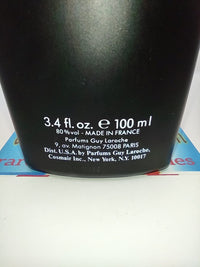 3.4 fl. oz. ℮ 100 ml
80% vol - MADE IN FRANCE
Parfums Guy Laroche
9, av. Matignon 75008 PARIS
Dist. U.S.A. by Parfums Guy Laroche,
Cosmair Inc., New York, N.Y. 10017